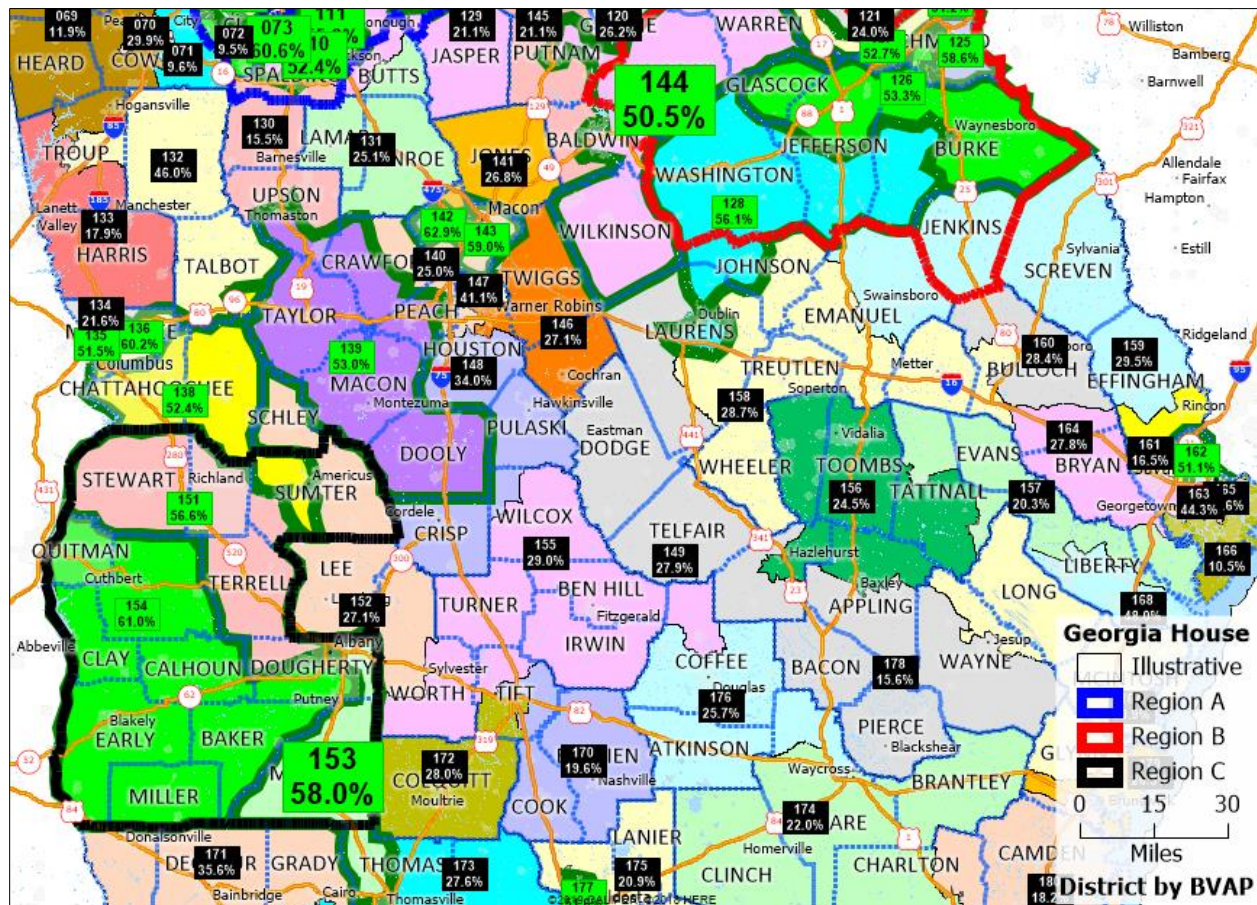 069
11.9%
HEARD
070
29.9%
071
9.6%
072
9.5%
073
60.6%
52.4%
SPALDING
BUTTS
129
21.1%
JASPER
145
21.1%
PUTNAM
120
26.2%
WARREN
121
24.0%
52.7%
125
58.6%
Williston
Bamberg
Barnwell
144
50.5%
GLASCOCK
126
53.3%
Waynesboro
BURKE
JEFFERSON
WASHINGTON
128
56.1%
JENKINS
Allendale
Fairfax
Hampton
Estill
Sylvania
SCREVEN
Hogansville
TROUP
132
46.0%
130
15.5%
Barnesville
LAMAR
131
25.1%
MONROE
JONES
141
26.8%
BALDWIN
Macon
Lanett
Valley
Manchester
133
17.9%
HARRIS
UPSON
Thomaston
142
62.9%
143
59.0%
WILKINSON
TALBOT
CRAWFORD
140
25.0%
147
41.1%
TWIGGS
JOHNSON
Swainsboro
EMANUEL
134
21.6%
135
51.5%
136
60.2%
Columbus
TAYLOR
PEACH
Warner Robins
HOUSTON
146
27.1%
Dublin
LAURENS
Ridgeland
139
53.0%
MACON
148
34.0%
Cochran
TREUTLEN
Soperton
Metter
160
28.4%
BULLOCH
159
29.5%
EFFINGHAM
Rincon
CHATTAHOOCHEE
138
52.4%
SCHLEY
Montezuma
Hawkinsville
PULASKI
158
28.7%
Eastman
DODGE
DOOLY
Vidalia
164
27.8%
161
16.5%
162
51.1%
EVANS
BRYAN
WHEELER
TOOMBS
STEWART
Richland
Americus
SUMTER
151
56.6%
Cordele
CRISP
WILCOX
156
24.5%
TATTNALL
157
20.3%
Georgetown
163
44.3%
166
10.5%
QUITMAN
Cuthbert
TERRELL
LEE
155
29.0%
TELFAIR
149
27.9%
Hazlehurst
LIBERTY
154
61.0%
152
27.1%
TURNER
BEN HILL
Fitzgerald
Baxley
APPLING
LONG
168
48.0%
Abbeville
CLAY
CALHOUN
DOUGHERTY
Albany
IRWIN
Jesup
Sylvester
COFFEE
Douglas
BACON
178
15.6%
WAYNE
Putney
WORTH
TIFT
176
25.7%
Blakely
EARLY
BAKER
PIERCE
Blackshear
153
58.0%
172
28.0%
COLQUITT
Moultrie
170
19.6%
Nashville
ATKINSON
MILLER
COOK
Waycross
BRANTLEY
Donalsonville
LANIER
174
22.0%
WARE
171
35.6%
GRADY
THOMAS
173
27.6%
Homerville
CHARLTON
CAMDEN
175
20.9%
CLINCH
Bainbridge
Cairo
Thomasville
177
180
18.2%
Georgia House
Illustrative
Region A
Region B
Region C
0 15 30
Miles
District by BVAP